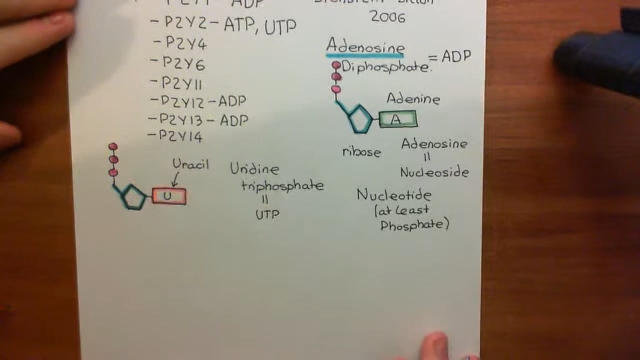 ADP
- P2Y2 - ATP, UTP
- P2Y4
- P2Y6
- P2Y11
- P2Y12 - ADP
- P2Y13 - ADP
- P2Y14
2006
Adenosine
Diphosphate. = ADP
Adenine
A
ribose
Adenosine
=
Nucleoside
Nucleotide
(at least
Phosphate)
Uracil
U
Uridine
triphosphate
=
UTP